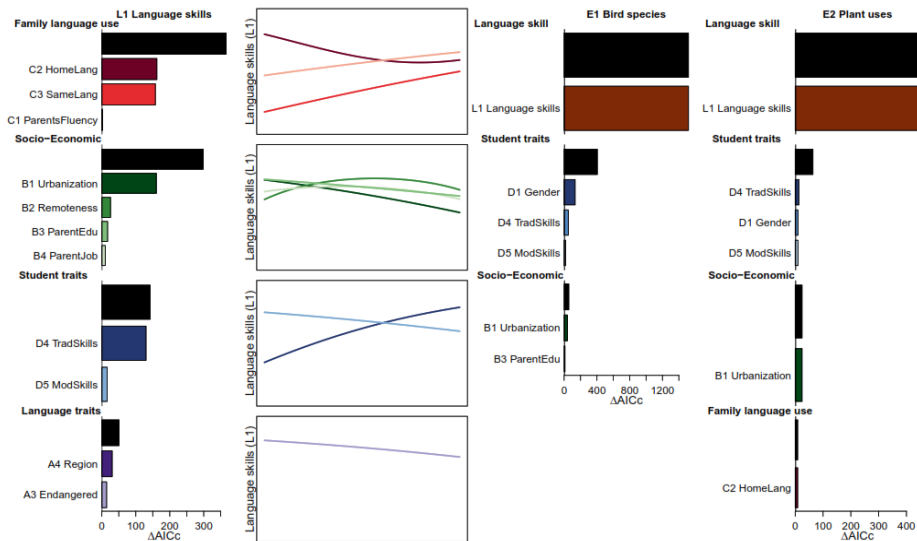 L1 Language skills
Family language use
C2 HomeLang
C3 SameLang
C1 ParentsFluency
Socio−Economic
B1 Urbanization
B2 Remoteness
B3 ParentEdu
B4 ParentJob
Student traits
D4 TradSkills
D5 ModSkills
Language traits
A4 Region
A3 Endangered
0 100 300
ΔAICc
Language skills (L1)
Language skills (L1)
Language skills (L1)
Language skills (L1)
E1 Bird species
Language skill
L1 Language skills
Student traits
D1 Gender
D4 TradSkills
D5 ModSkills
Socio−Economic
B1 Urbanization
B3 ParentEdu
0 400 1000
ΔAICc
E2 Plant uses
Language skill
L1 Language skills
Student traits
D4 TradSkills
D1 Gender
D5 ModSkills
Socio−Economic
B1 Urbanization
Family language use
C2 HomeLang
0 100 200 400
ΔAICc